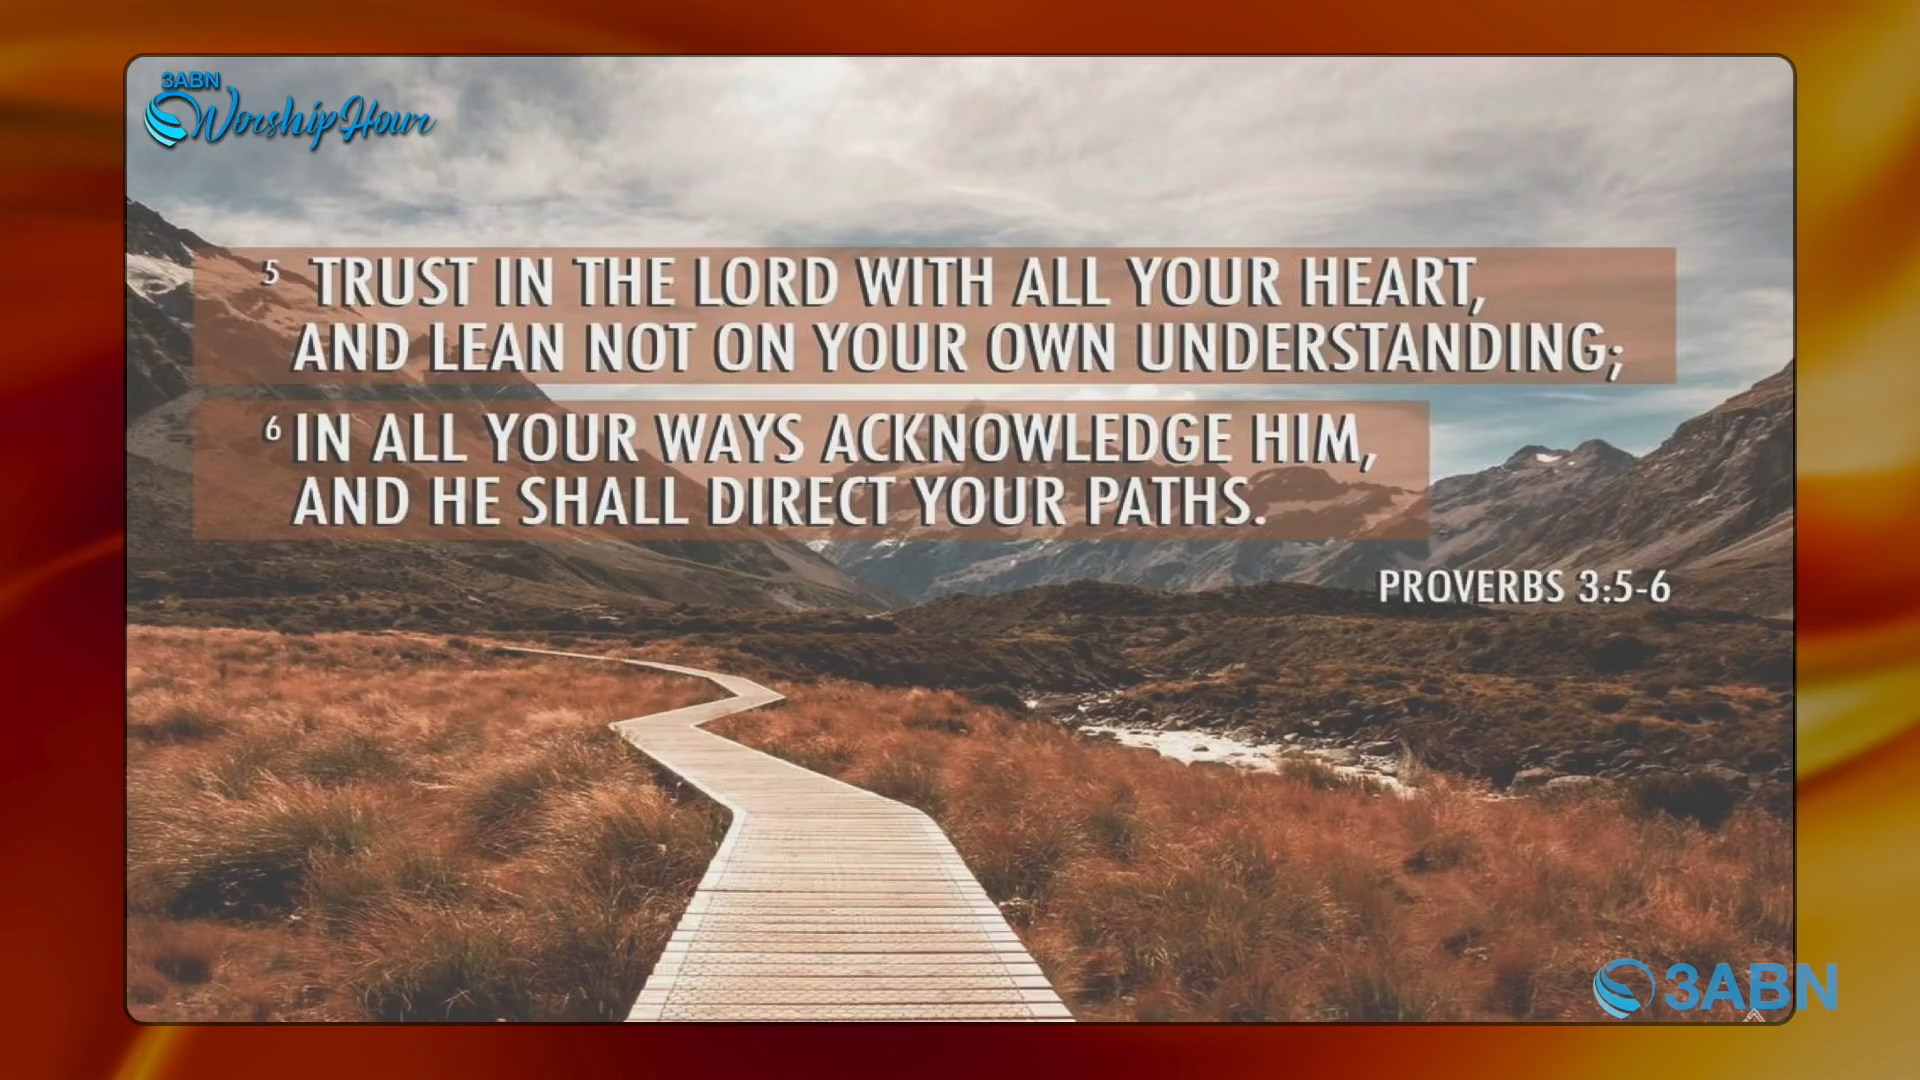 3ABN
Worship Hour
5 TRUST IN THE LORD WITH ALL YOUR HEART,
AND LEAN NOT ON YOUR OWN UNDERSTANDING;
6 IN ALL YOUR WAYS ACKNOWLEDGE HIM,
AND HE SHALL DIRECT YOUR PATHS.
PROVERBS 3:5-6
3ABN